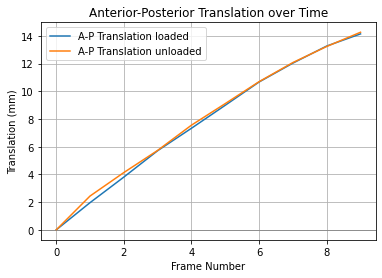 Anterior-Posterior Translation over Time
A-P Translation loaded
A-P Translation unloaded
Translation (mm)
14
12
10
8
6
4
2
0
0
2
4
6
8
Frame Number